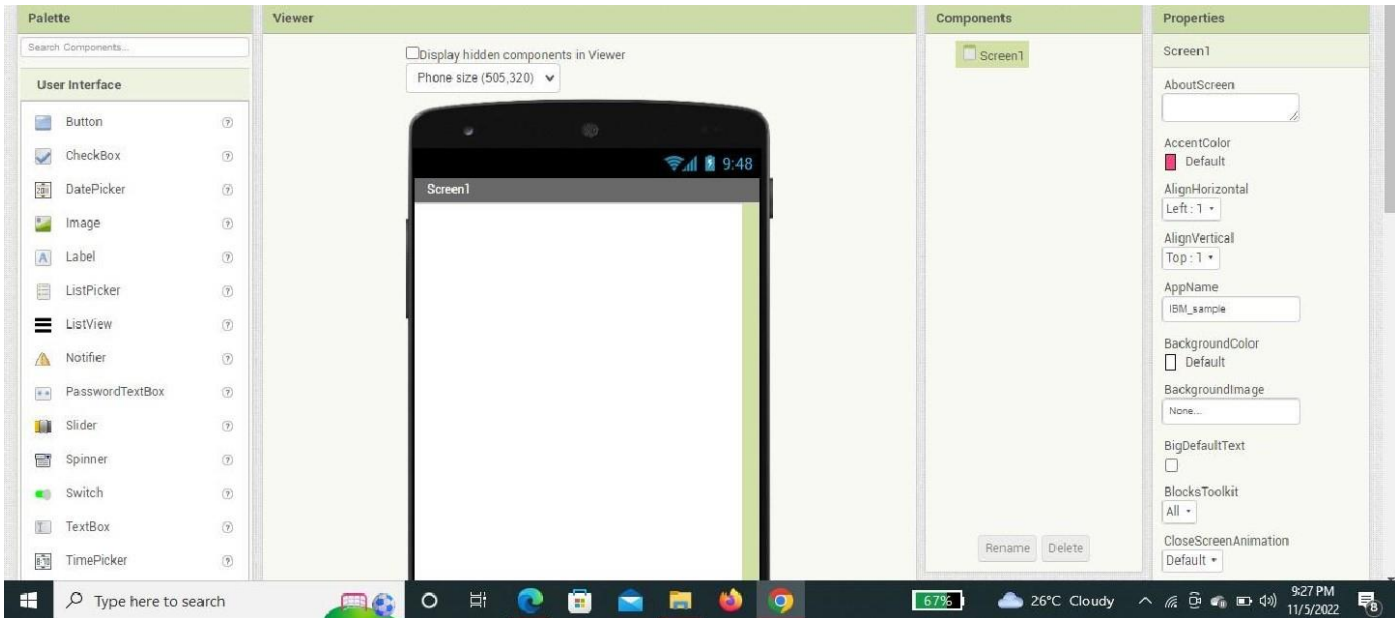 Palette
Search Components...
User Interface
Button
CheckBox
DatePicker
Image
Label
ListPicker
ListView
Notifier
PasswordTextBox
Slider
Spinner
Switch
TextBox
TimePicker
Viewer
Display hidden components in Viewer
Phone size (505,320)
9:48
Screen1
Components
Screen1
Rename Delete
Properties
Screen1
AboutScreen
AccentColor
Default
AlignHorizontal
Left : 1
AlignVertical
Top : 1
AppName
IBM_sample
BackgroundColor
Default
BackgroundImage
None...
BigDefaultText
BlocksToolkit
All
CloseScreenAnimation
Default
Type here to search
67%
26°C Cloudy
9:27 PM
11/5/2022
8